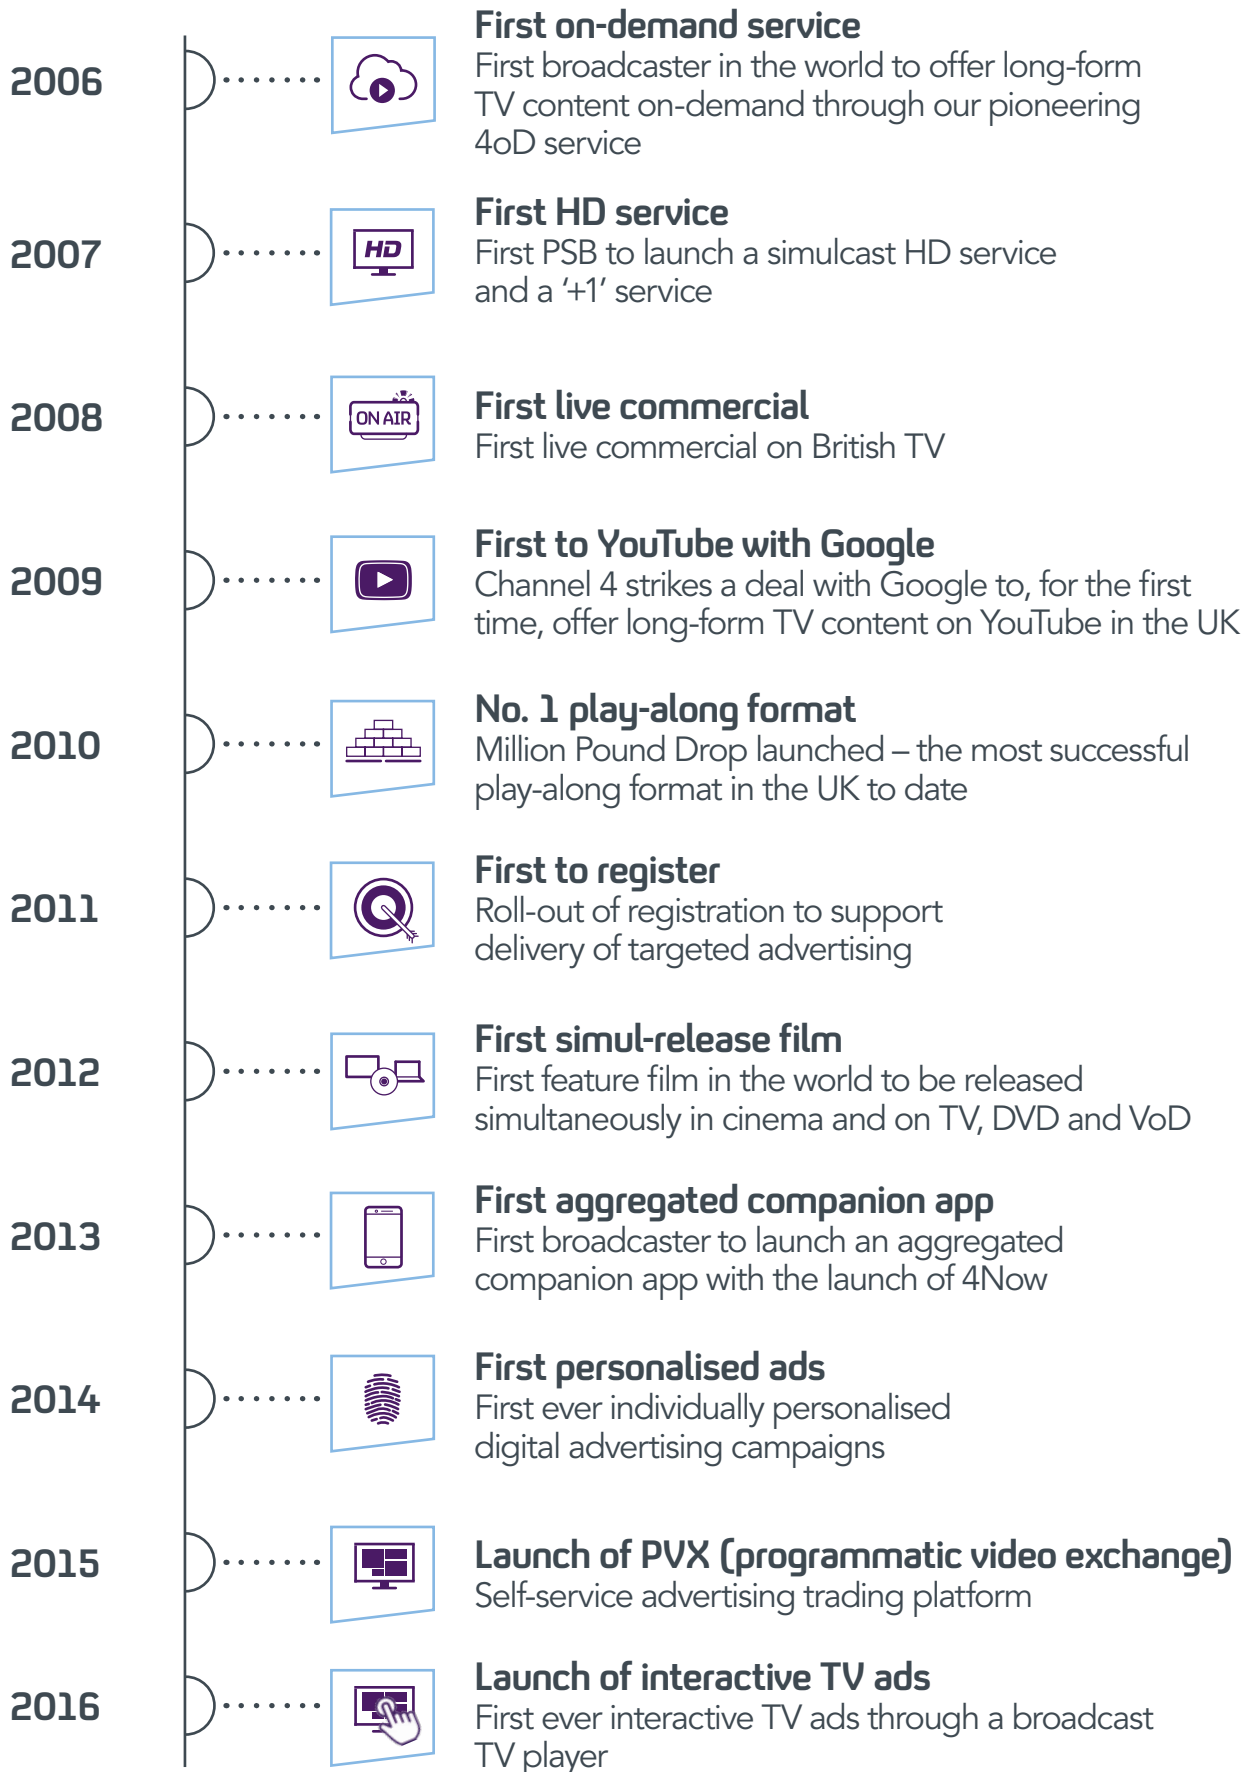 2006
First on-demand service
First broadcaster in the world to offer long-form
TV content on-demand through our pioneering
4oD service
2007
HD
First HD service
First PSB to launch a simulcast HD service
and a ‘+1’ service
2008
ON AIR
First live commercial
First live commercial on British TV
2009
First to YouTube with Google
Channel 4 strikes a deal with Google to, for the first
time, offer long-form TV content on YouTube in the UK
2010
No. 1 play-along format
Million Pound Drop launched – the most successful
play-along format in the UK to date
2011
First to register
Roll-out of registration to support
delivery of targeted advertising
2012
First simul-release film
First feature film in the world to be released
simultaneously in cinema and on TV, DVD and VoD
2013
First aggregated companion app
First broadcaster to launch an aggregated
companion app with the launch of 4Now
2014
First personalised ads
First ever individually personalised
digital advertising campaigns
2015
Launch of PVX (programmatic video exchange)
Self-service advertising trading platform
2016
Launch of interactive TV ads
First ever interactive TV ads through a broadcast
TV player